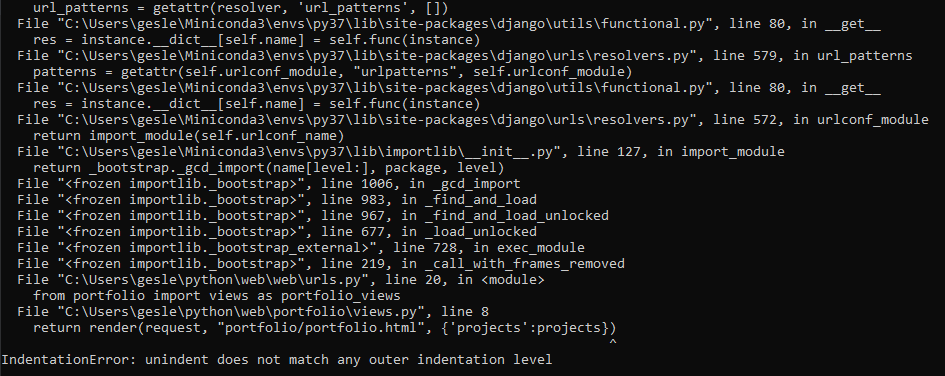 url_patterns = getattr(resolver, 'url_patterns', [])
File "C:\Users\gesle\Miniconda3\envs\py37\lib\site-packages\django\utils\functional.py", line 80, in __get__
res = instance.__dict__[self.name] = self.func(instance)
File "C:\Users\gesle\Miniconda3\envs\py37\lib\site-packages\django\urls\resolvers.py", line 579, in url_patterns
patterns = getattr(self.urlconf_module, "urlpatterns", self.urlconf_module)
File "C:\Users\gesle\Miniconda3\envs\py37\lib\site-packages\django\utils\functional.py", line 80, in __get__
res = instance.__dict__[self.name] = self.func(instance)
File "C:\Users\gesle\Miniconda3\envs\py37\lib\site-packages\django\urls\resolvers.py", line 572, in urlconf_module
return import_module(self.urlconf_name)
File "C:\Users\gesle\Miniconda3\envs\py37\lib\importlib\__init__.py", line 127, in import_module
return _bootstrap._gcd_import(name[level:], package, level)
File "<frozen importlib._bootstrap>", line 1006, in _gcd_import
File "<frozen importlib._bootstrap>", line 983, in _find_and_load
File "<frozen importlib._bootstrap>", line 967, in _find_and_load_unlocked
File "<frozen importlib._bootstrap>", line 677, in _load_unlocked
File "<frozen importlib._bootstrap_external>", line 728, in exec_module
File "<frozen importlib._bootstrap>", line 219, in _call_with_frames_removed
File "C:\Users\gesle\python\web\web\urls.py", line 20, in <module>
from portfolio import views as portfolio_views
File "C:\Users\gesle\python\web\portfolio\views.py", line 8
return render(request, "portfolio/portfolio.html", {'projects':projects})
^
IndentationError: unindent does not match any outer indentation level